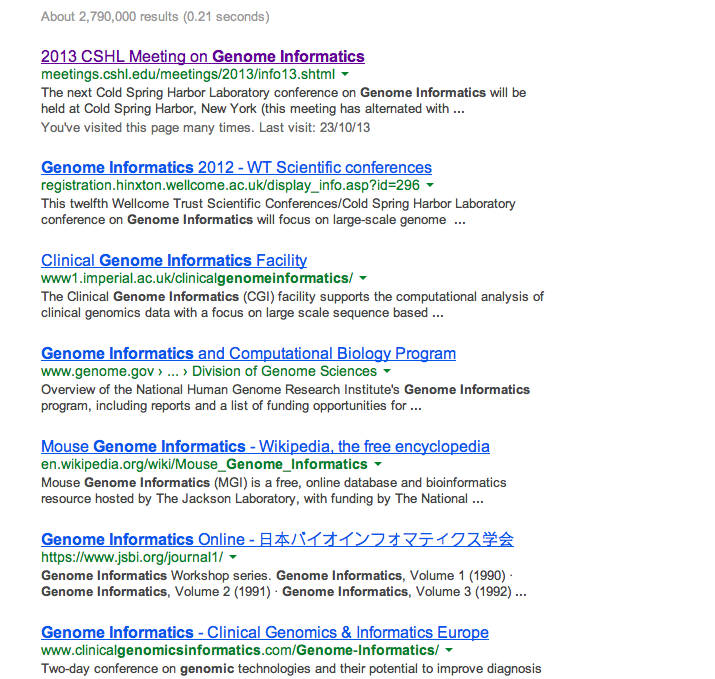 About 2,790,000 results (0.21 seconds)
2013 CSHL Meeting on Genome Informatics
meetings.cshl.edu/meetings/2013/info13.shtml
The next Cold Spring Harbor Laboratory conference on Genome Informatics will be
held at Cold Spring Harbor, New York (this meeting has alternated with ...
You've visited this page many times. Last visit: 23/10/13
Genome Informatics 2012 - WT Scientific conferences
registration.hinxton.wellcome.ac.uk/display_info.asp?id=296
This twelfth Wellcome Trust Scientific Conferences/Cold Spring Harbor Laboratory
conference on Genome Informatics will focus on large-scale genome ...
Clinical Genome Informatics Facility
www1.imperial.ac.uk/clinicalgenomeinformatics/
The Clinical Genome Informatics (CGI) facility supports the computational analysis of
clinical genomics data with a focus on large scale sequence based ...
Genome Informatics and Computational Biology Program
www.genome.gov › ... › Division of Genome Sciences
Overview of the National Human Genome Research Institute's Genome Informatics
program, including reports and a list of funding opportunities for ...
Mouse Genome Informatics - Wikipedia, the free encyclopedia
en.wikipedia.org/wiki/Mouse_Genome_Informatics
Mouse Genome Informatics (MGI) is a free, online database and bioinformatics
resource hosted by The Jackson Laboratory, with funding by The National ...
Genome Informatics Online - 日本バイオインフォマティクス学会
https://www.jsbi.org/journal1/
Genome Informatics Workshop series. Genome Informatics, Volume 1 (1990) ·
Genome Informatics, Volume 2 (1991) · Genome Informatics, Volume 3 (1992) ...
Genome Informatics - Clinical Genomics & Informatics Europe
www.clinicalgenomicsinformatics.com/Genome-Informatics/
Two-day conference on genomic technologies and their potential to improve diagnosis